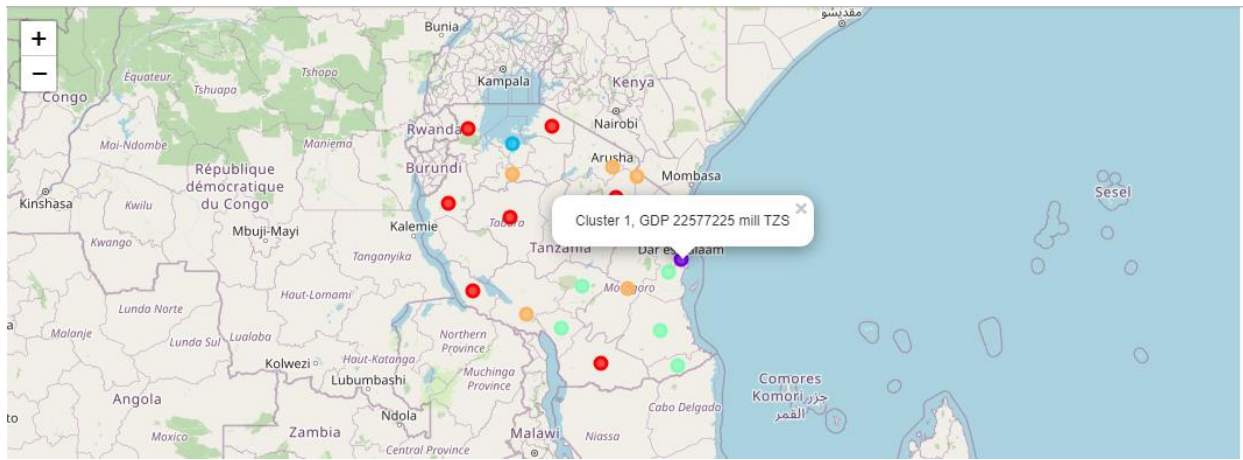 مقديشو
+
−
Bunia
Équateur
Tshopo
Tshuapa
Congo
Kampala
Kenya
Rwanda
Nairobi
Mai-Ndombe
Maniema
République
démocratique
du Congo
Burundi
Arusha
Mombasa
Kinshasa
Kwilu
Sesel
Cluster 1, GDP 22577225 mill TZS
×
Mbuji-Mayi
Kalemie
Tabora
Kwango
Tanzania
Tanganyika
Haut-Lomami
Lunda Norte
Malanje
Lunda Sul
Lualaba
Northern
Province
Kolwezi
Haut-Katanga
Muchinga
Province
Lubumbashi
Angola
Comores
Komori جزر
القمر
Cabo Delgado
Ndola
Moxico
Zambia
Malawi
Niassa
Central Province